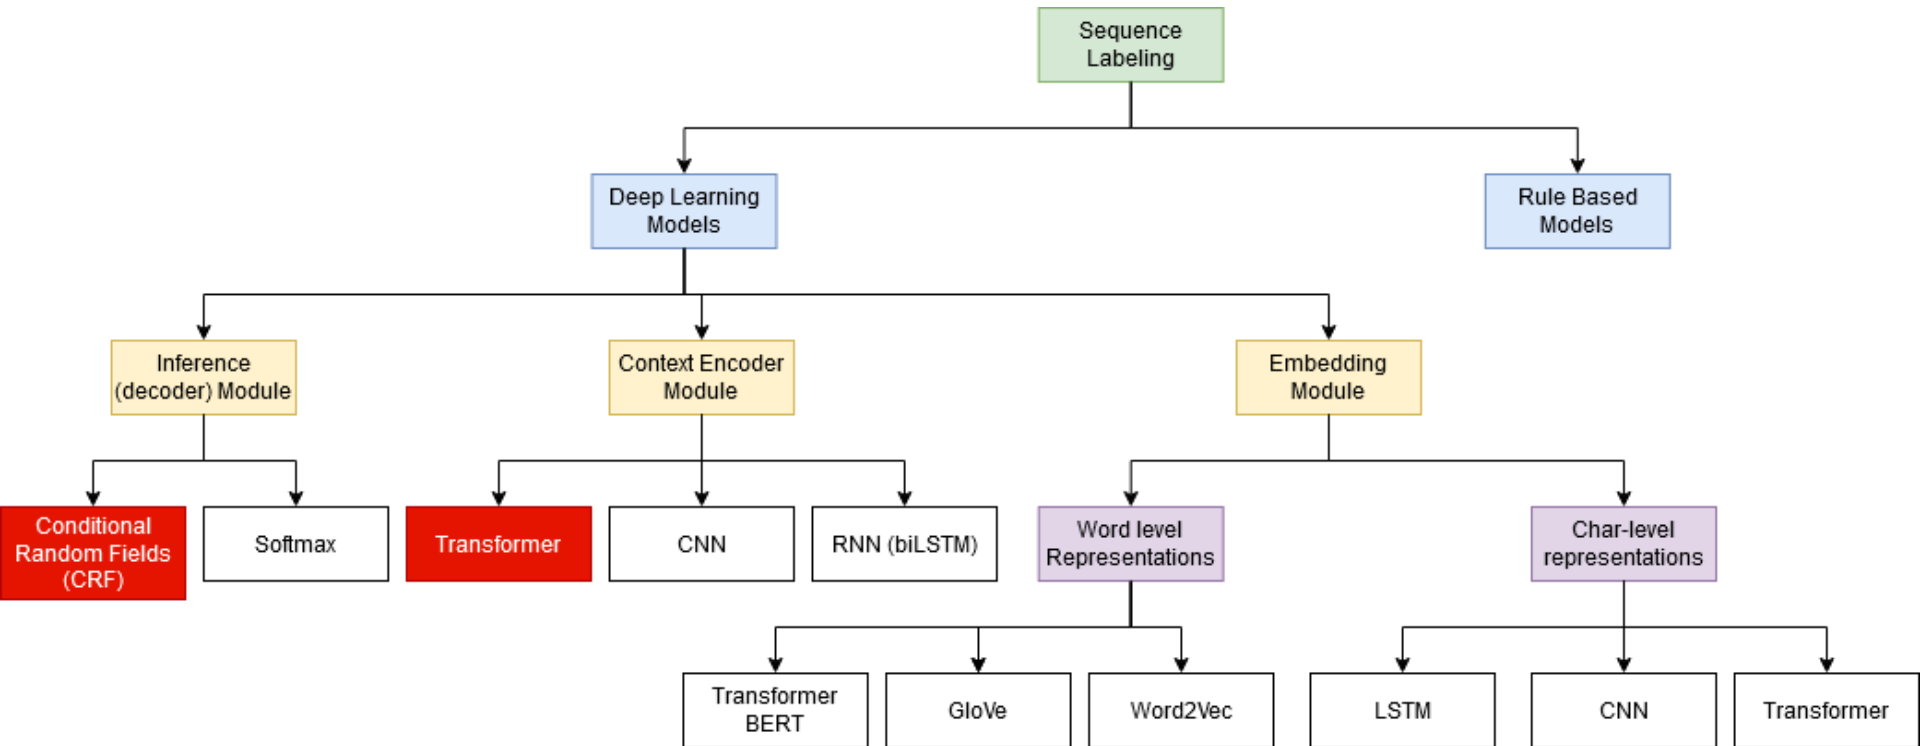 Sequence
Labeling
Deep Learning
Models
Rule Based
Models
Inference
(decoder) Module
Context Encoder
Module
Embedding
Module
Conditional
Random Fields
(CRF)
Softmax
Transformer
CNN
RNN (biLSTM)
Word level
Representations
Char-level
representations
Transformer
BERT
GloVe
Word2Vec
LSTM
CNN
Transformer